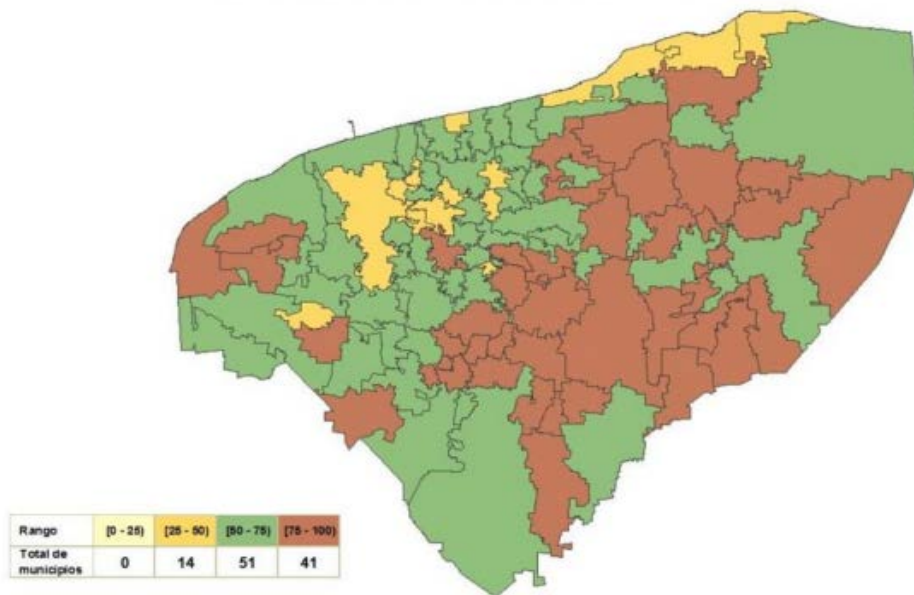 Rango [0 - 25) [25 - 50) [50 - 75) [75 - 100)
Total de municipios 0 14 51 41